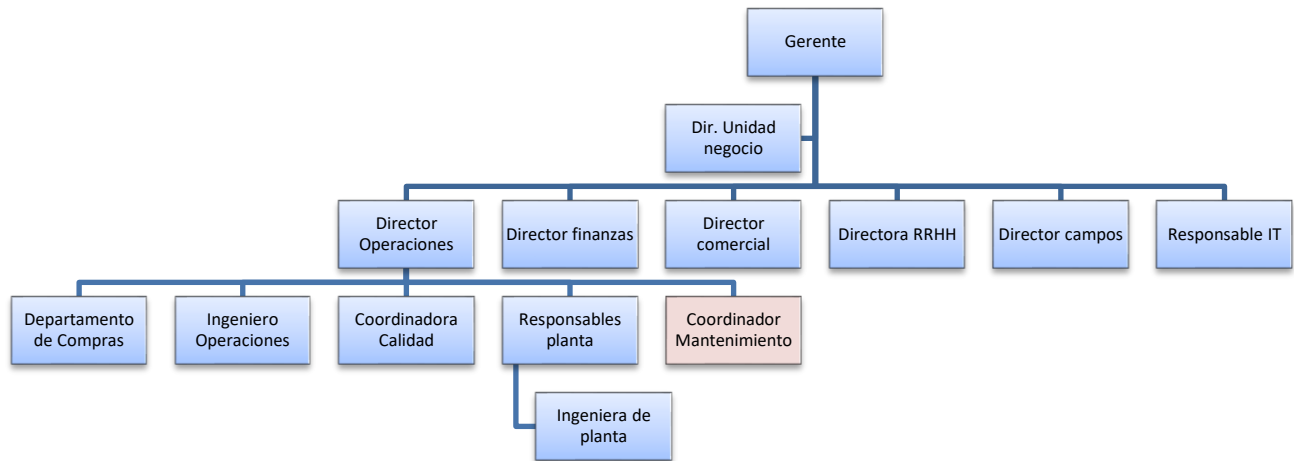 Gerente
Dir. Unidad
negocio
Director
Operaciones
Director finanzas
Director
comercial
Directora RRHH
Director campos
Responsable IT
Departamento
de Compras
Ingeniero
Operaciones
Coordinadora
Calidad
Responsables
planta
Coordinador
Mantenimiento
Ingeniera de
planta